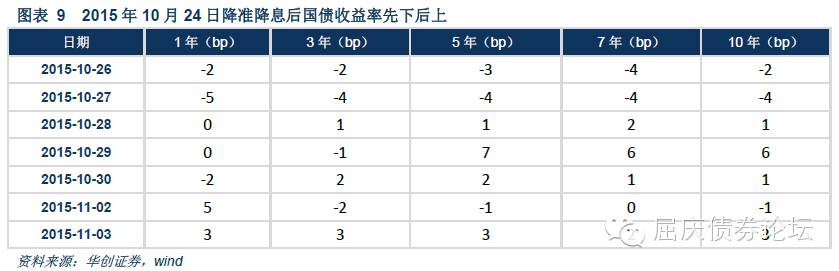 图表 9 2015 年 10 月 24 日降准降息后国债收益率先下后上
日期 1 年（bp） 3 年（bp） 5 年（bp） 7 年（bp） 10 年（bp）
2015-10-26 -2 -2 -3 -4 -2
2015-10-27 -5 -4 -4 -4 -4
2015-10-28 0 1 1 2 1
2015-10-29 0 -1 7 6 6
2015-10-30 -2 2 2 1 1
2015-11-02 5 -2 -1 0 -1
2015-11-03 3 3 3
屈庆债券论坛
资料来源：华创证券，wind